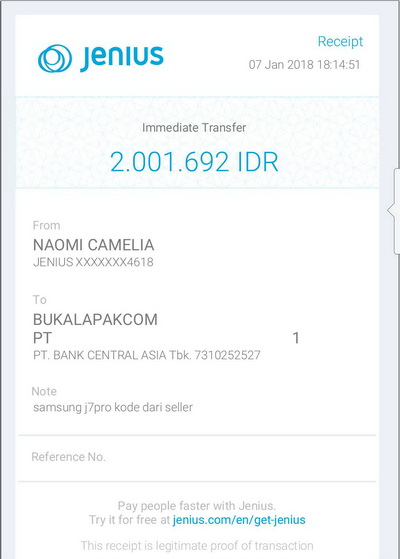 Receipt
Jenius
07 Jan 2018 18:14:51
Immediate Transfer
2.001.692 IDR
From
NAOMI CAMELIA
JENIUS XXXXXXX4618
To
BUKALAPAKCOM
PT 1
PT. BANK CENTRAL ASIA Tbk. 7310252527
Note
samsung j7pro kode dari seller
Reference No.
Pay people faster with Jenius.
Try it for free at jenius.com/en/get-jenius
This receipt is legitimate proof of transaction